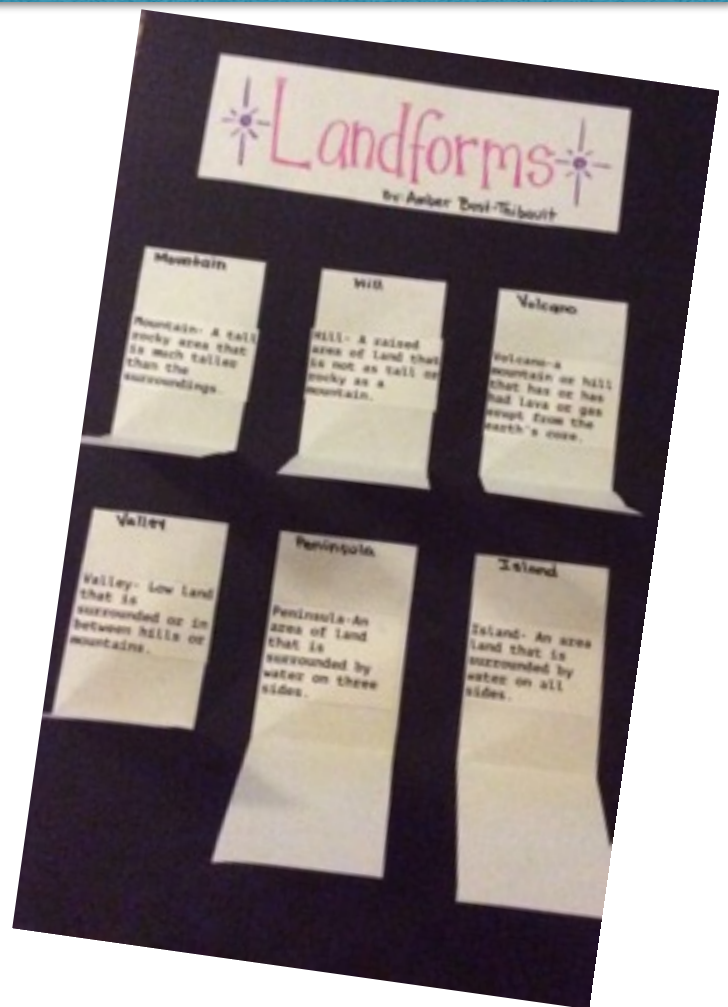 Landforms
By: Amber Bost-Thibault
Mountain
Mountain- A tall
rocky area that
is much taller
than the
surroundings.
Hill
Hill- A raised
area of land that
is not as tall or
rocky as a
mountain.
Volcano
Volcano-a
mountain or hill
that has or has
had lava or gas
erupt from the
earth's core.
Valley
Valley- Low land
that is
surrounded or in
between hills or
mountains.
Peninsula
Peninsula-An
area of land
that is
surrounded by
water on three
sides.
Island
Island- An area
land that is
surrounded by
water on all
sides.